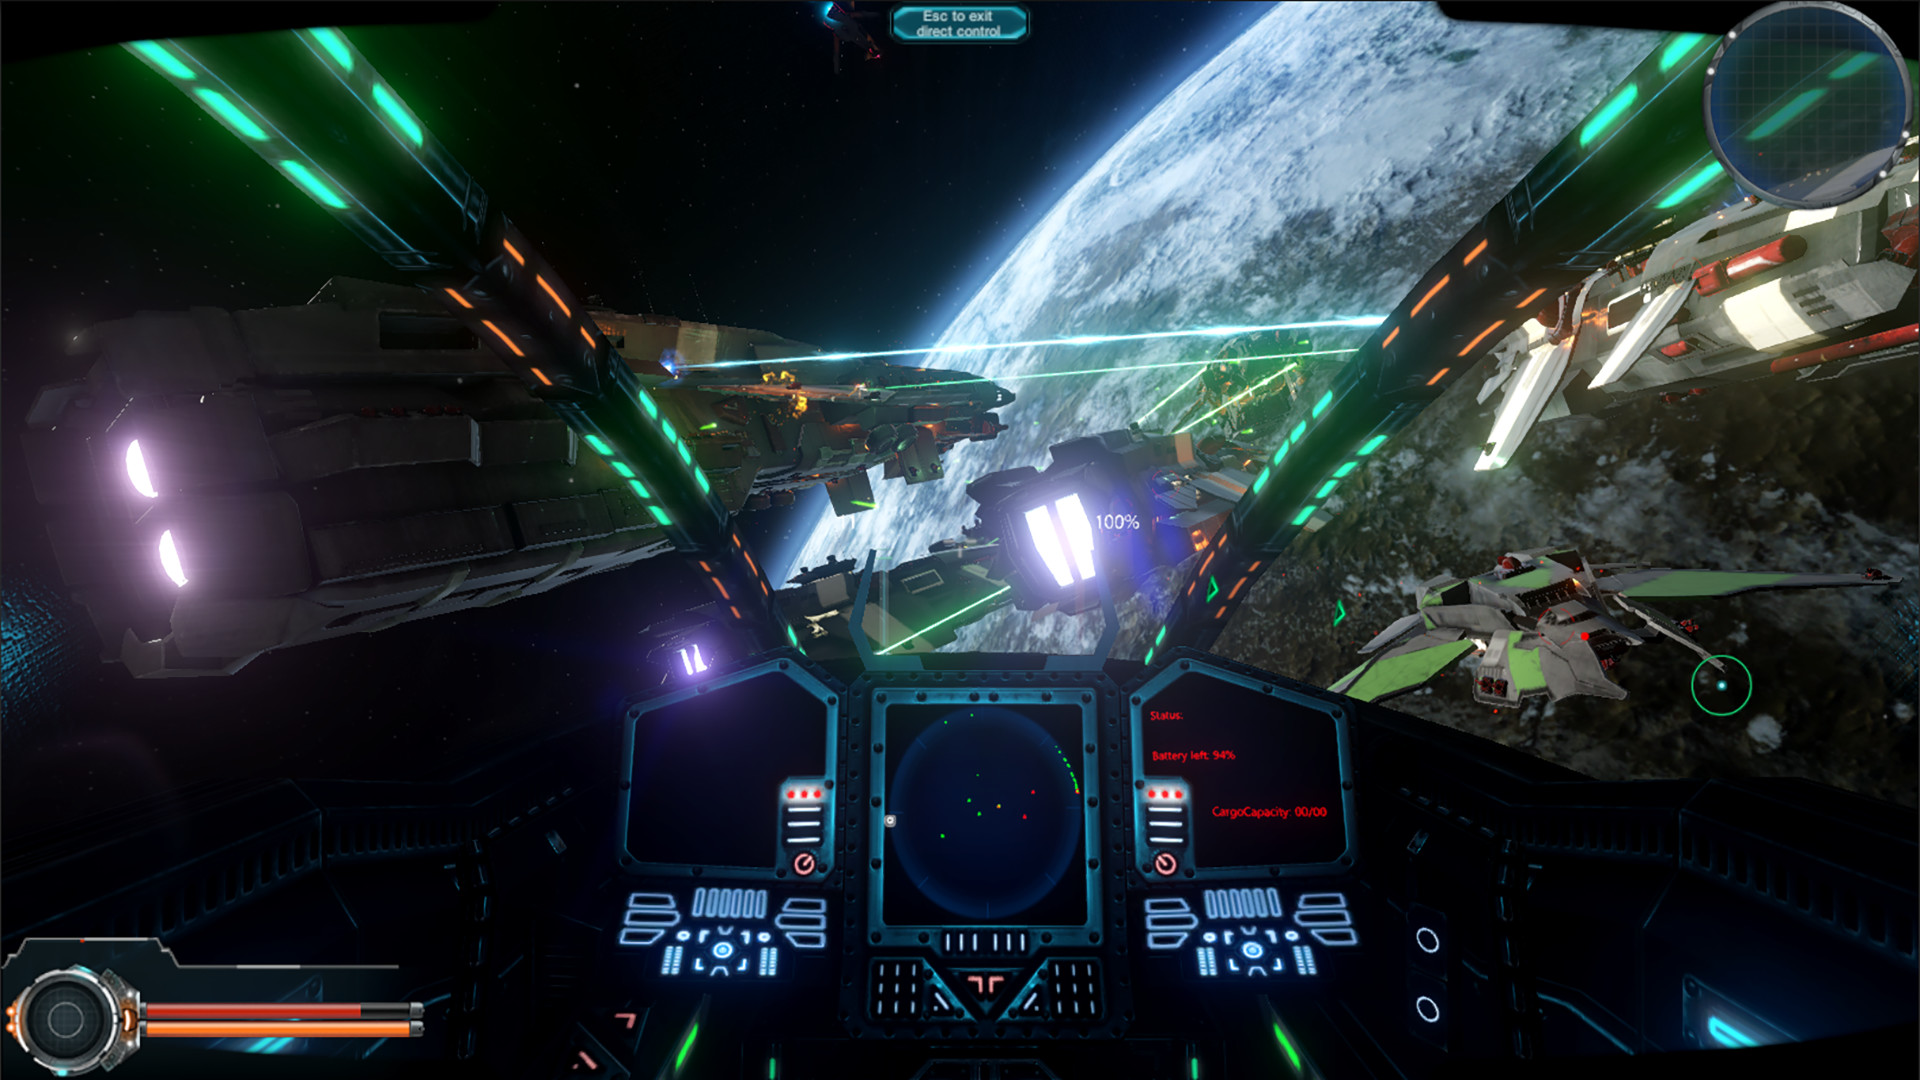 Esc to exit
direct control
100%
Status:
Battery left: 94%
CargoCapacity: 00/00